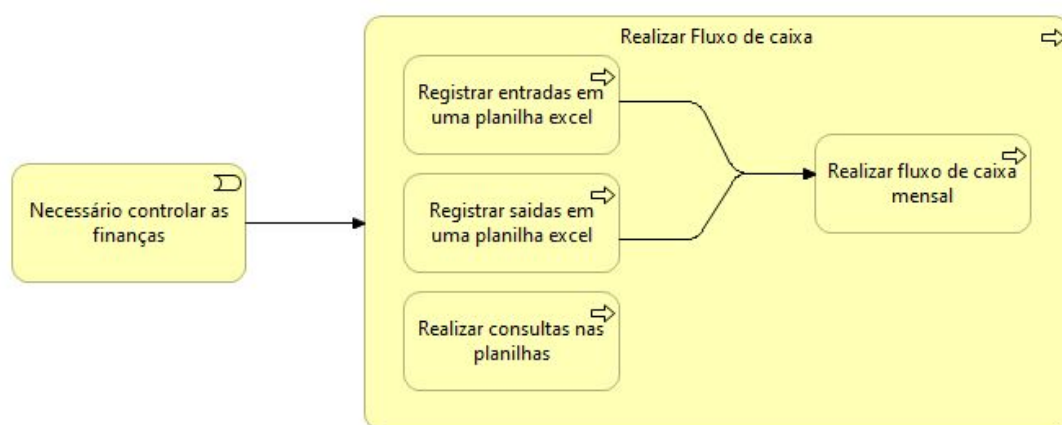 Realizar Fluxo de caixa
Registrar entradas em
uma planilha excel
Realizar fluxo de caixa
mensal
Necessário controlar as
finanças
Registrar saidas em
uma planilha excel
Realizar consultas nas
planilhas